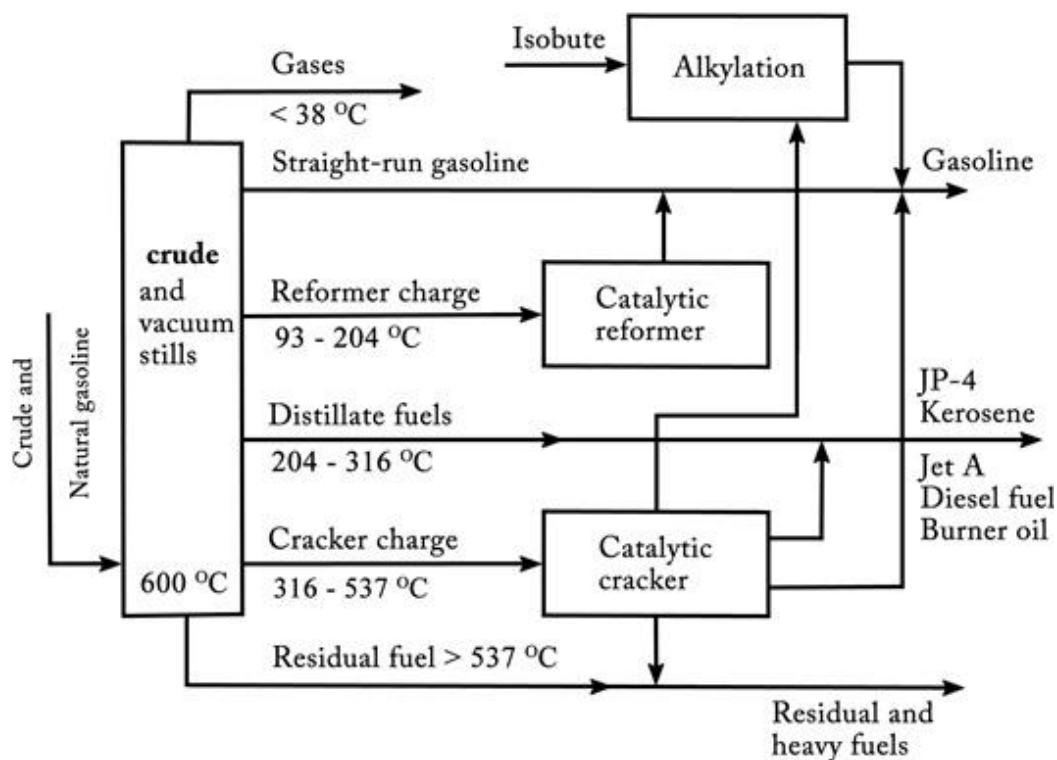 Isobute
Alkylation
Gases
< 38 °C
Straight-run gasoline
Gasoline
crude
and
vacuum
stills
600 °C
Crude and
Natural gasoline
Reformer charge
93 - 204 °C
Catalytic
reformer
Distillate fuels
204 - 316 °C
JP-4
Kerosene
Jet A
Diesel fuel
Burner oil
Cracker charge
316 - 537 °C
Catalytic
cracker
Residual fuel > 537 °C
Residual and
heavy fuels